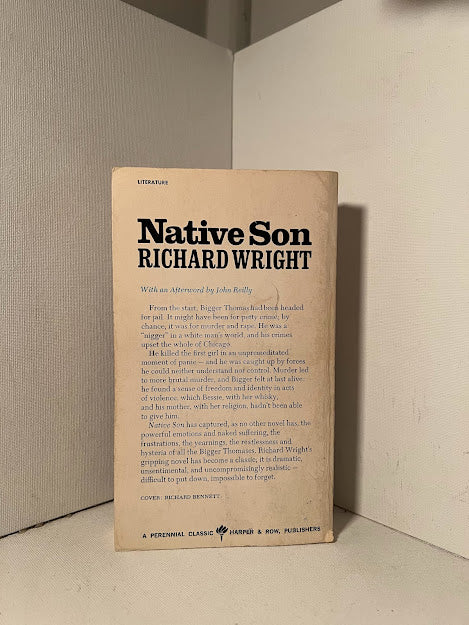 LITERATURE
Native Son
RICHARD WRIGHT
With an Afterword by John Reilly
From the start, Bigger Thomas had been headed
for jail. It might have been for petty crime; by
chance, it was for murder and rape. He was a
"nigger" in a white man's world, and his crimes
upset the whole of Chicago.
He killed the first girl in an unpremeditated
moment of panic — and he was caught up by forces
he could neither understand not control. Murder led
to more brutal murder, and Bigger felt at last alive:
he found a sense of freedom and identity in acts
of violence, which Bessie, with her whisky,
and his mother, with her religion, hadn't been able
to give him.
Native Son has captured, as no other novel has, the
powerful emotions and naked suffering, the
frustrations, the yearnings, the restlessness and
hysteria of all the Bigger Thomases. Richard Wright's
gripping novel has become a classic; it is dramatic,
unsentimental, and uncompromisingly realistic —
difficult to put down, impossible to forget.
COVER: RICHARD BENNETT
A PERENNIAL CLASSIC HARPER & ROW, PUBLISHERS